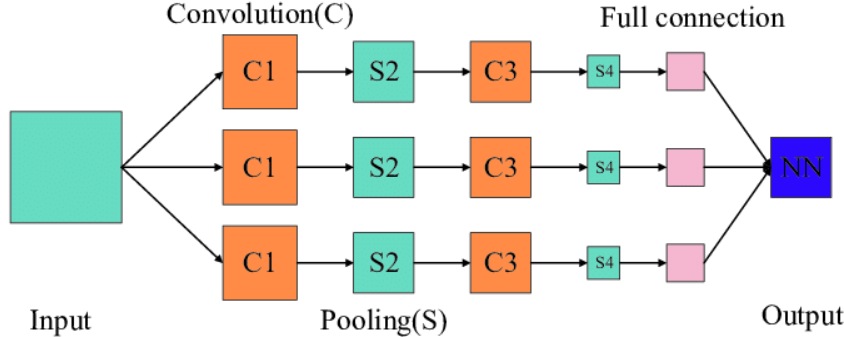 Convolution(C)
Full connection
C1 S2 C3 S4
C1 S2 C3 S4 NN
C1 S2 C3 S4
Input
Pooling(S)
Output